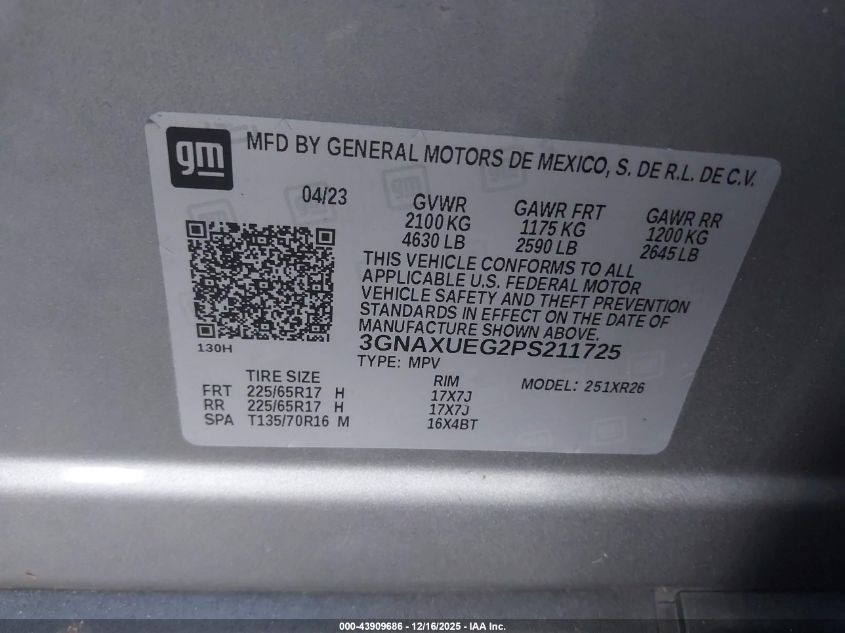 gm
MFD BY GENERAL MOTORS DE MEXICO, S. DE R.L. DE C.V.
04/23
GVWR GAWR FRT GAWR RR
2100 KG 1175 KG 1200 KG
4630 LB 2590 LB 2645 LB
THIS VEHICLE CONFORMS TO ALL
APPLICABLE U.S. FEDERAL MOTOR
VEHICLE SAFETY AND THEFT PREVENTION
STANDARDS IN EFFECT ON THE DATE OF
MANUFACTURE SHOWN ABOVE.
130H
3GNAXUEG2PS211725
TYPE: MPV
TIRE SIZE RIM MODEL: 251XR26
FRT 225/65R17 H 17X7J
RR 225/65R17 H 17X7J
SPA T135/70R16 M 16X4BT
000-43909686 - 12/16/2025 - IAA Inc.